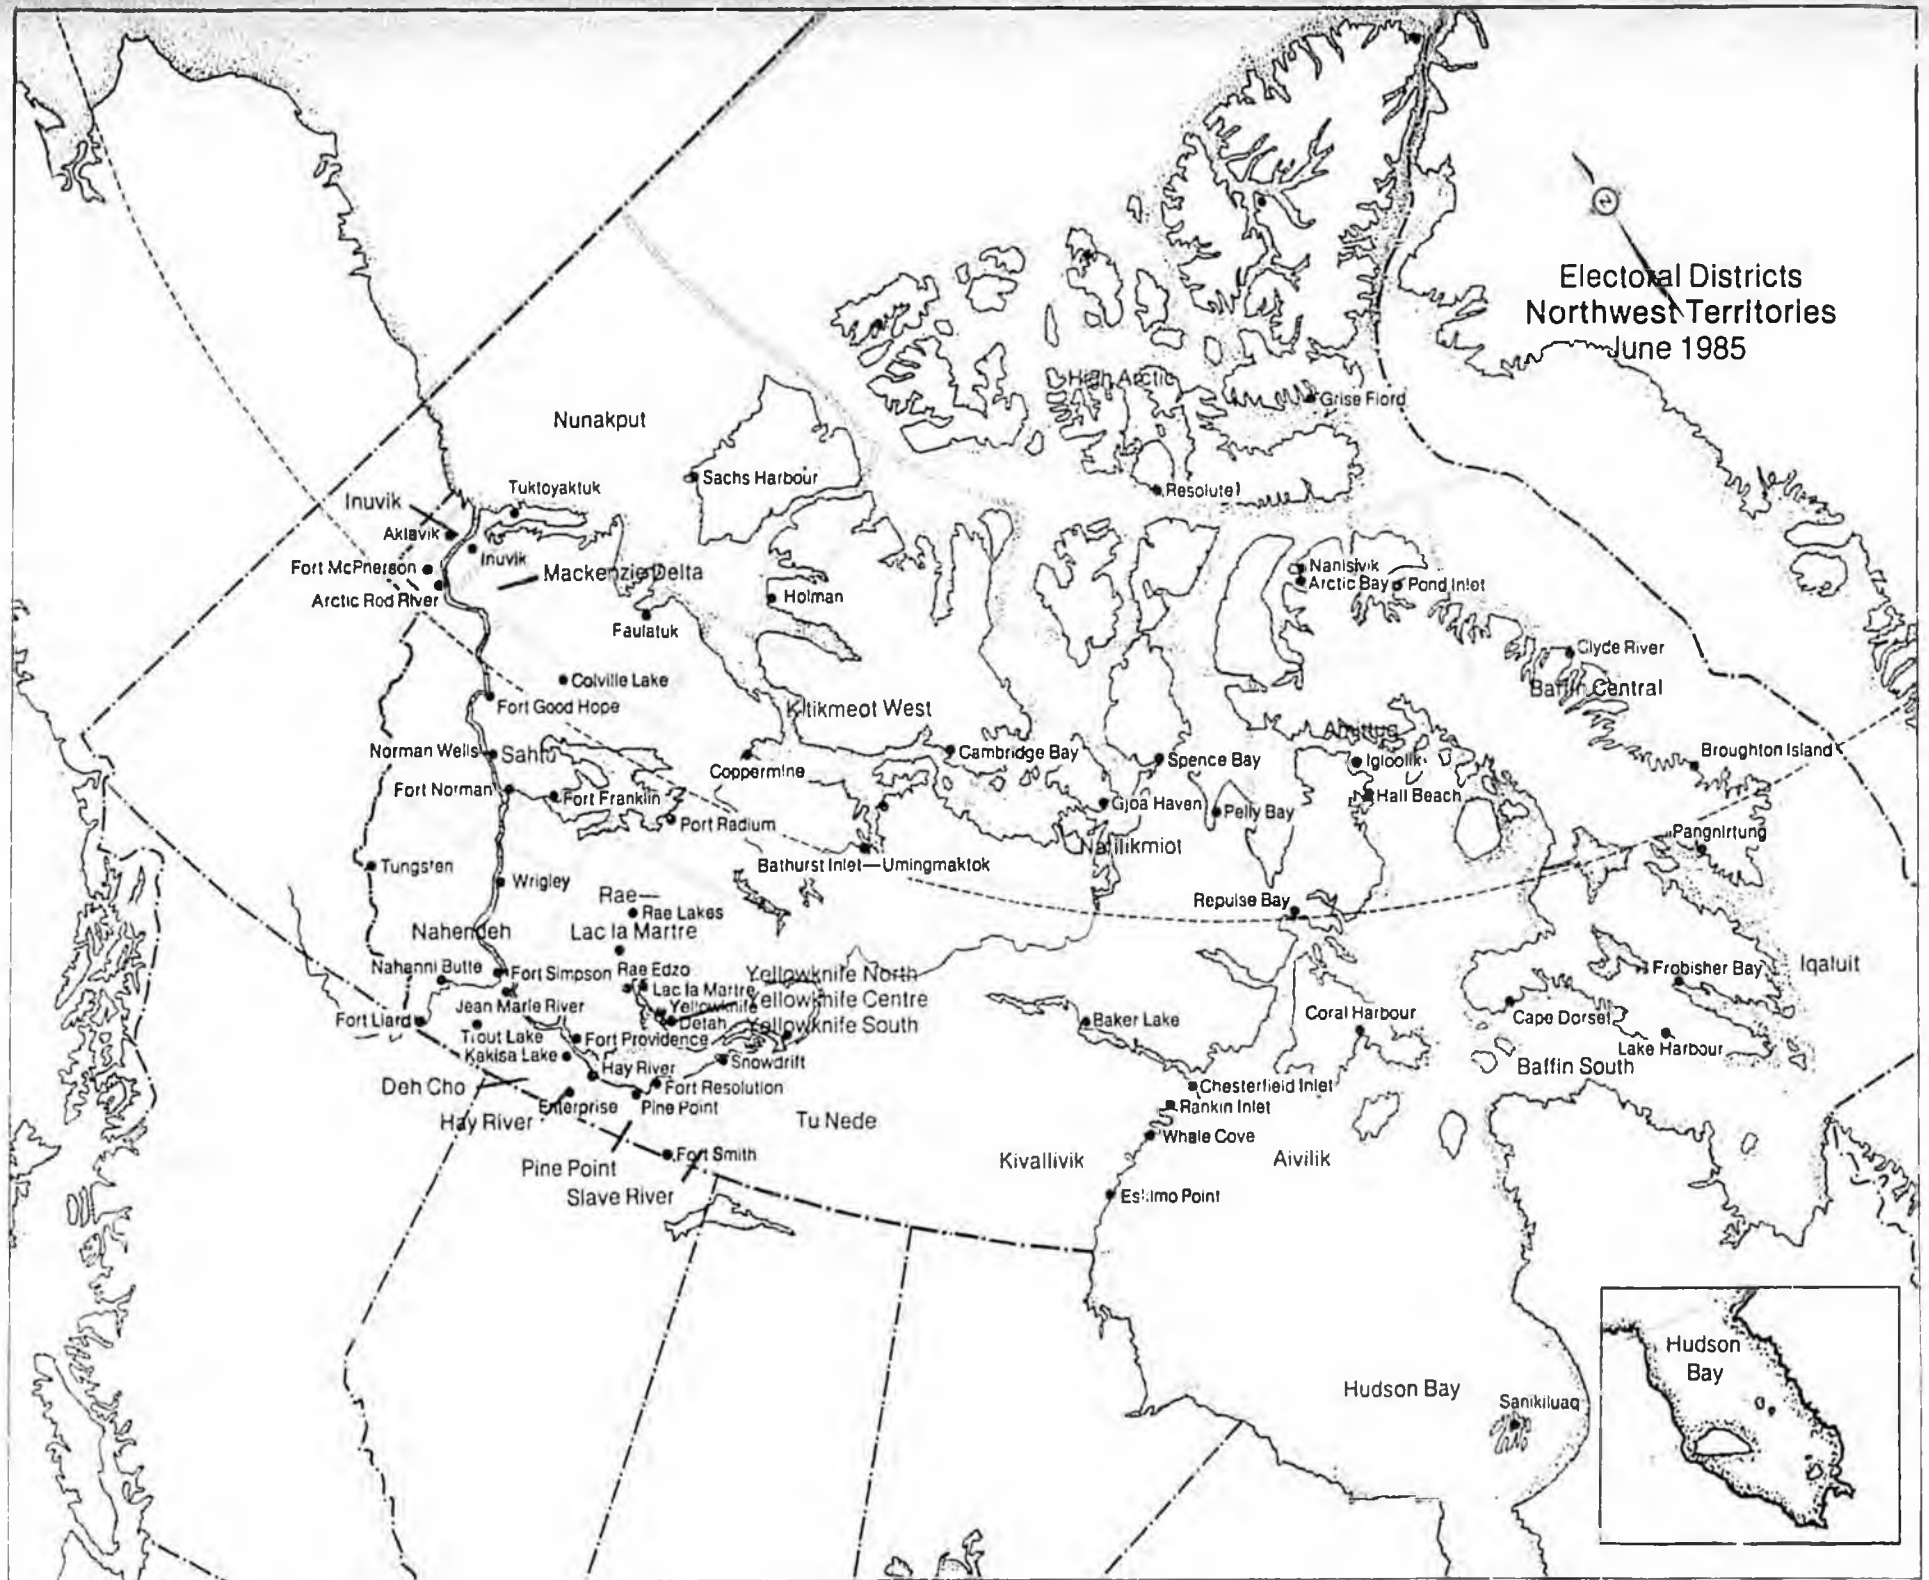 Electoral Districts
Northwest Territories
June 1985
High Arctic
Grise Fiord
Nunakput
Sachs Harbour
Resolute
Tuktoyaktuk
Inuvik
Aklavik
Inuvik
Fort McPherson
Mackenzie Delta
Arctic Rod River
Holman
Nanisivik
Arctic Bay
Pond Inlet
Faulatuk
Clyde River
Colville Lake
Baffin Central
Fort Good Hope
Kitikmeot West
Norman Wells
Sahtu
Cambridge Bay
Spence Bay
Igloolik
Broughton Island
Coppermine
Fort Norman
Fort Franklin
Gjoa Haven
Pelly Bay
Hall Beach
Port Radium
Pangnirtung
Natilikmiot
Tungsten
Bathurst Inlet—Umingmaktok
Wrigley
Rae—
Rae Lakes
Lac la Martre
Repulse Bay
Nahendeh
Nahanni Butte
Fort Simpson
Rae Edzo
Yellowknife North
Frobisher Bay
Iqaluit
Lac la Martre
Yellowknife Centre
Jean Marie River
Yellowknife
Fort Liard
Detah
Yellowknife South
Baker Lake
Coral Harbour
Cape Dorset
Trout Lake
Fort Providence
Lake Harbour
Kakisa Lake
Snowdrift
Baffin South
Hay River
Deh Cho
Fort Resolution
Chesterfield Inlet
Enterprise
Pine Point
Rankin Inlet
Hay River
Tu Nede
Whale Cove
Fort Smith
Kivallivik
Aivilik
Pine Point
Slave River
Eskimo Point
Hudson Bay
Sanikiluaq
Hudson
Bay